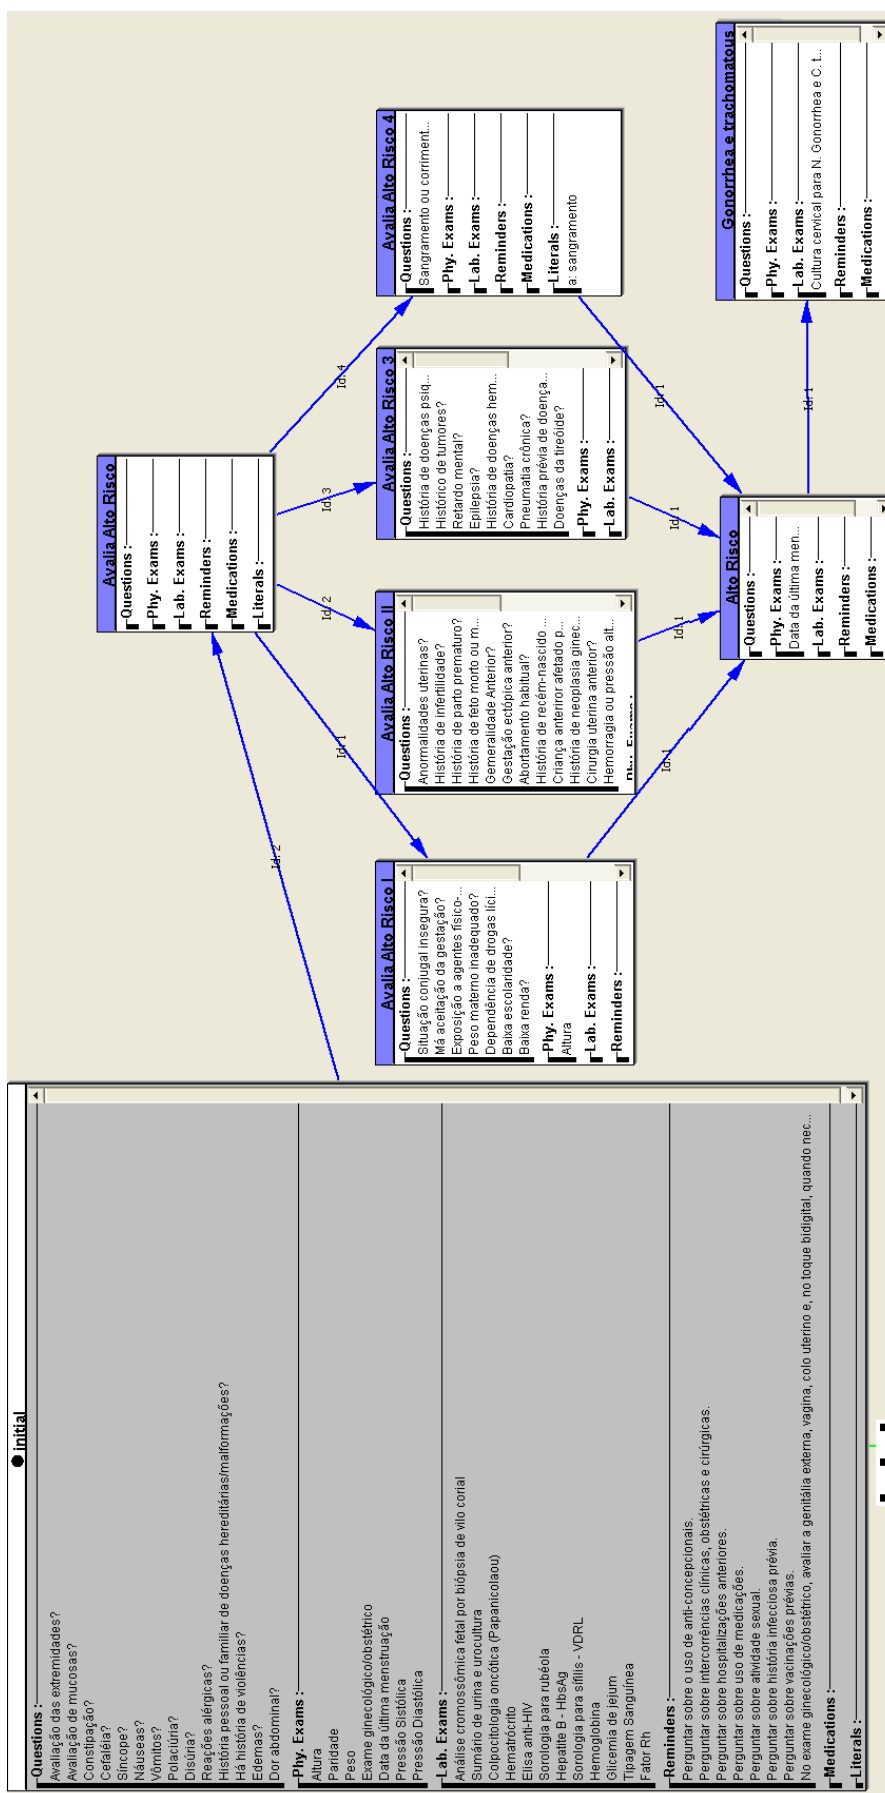 initial
Questions :
Avaliação das extremidades?
Avaliação de mucosas?
Constipação?
Cefaléia?
Síncope?
Náuseas?
Vômitos?
Polaciúria?
Disúria?
Reações alérgicas?
História pessoal ou familiar de doenças hereditárias/malformações?
Há história de violências?
Edemas?
Dor abdominal?
Phy. Exams :
Altura
Paridade
Peso
Exame ginecológico/obstétrico
Data da última menstruação
Pressão Sistólica
Pressão Diastólica
Lab. Exams :
Análise cromossômica fetal por biópsia de vilo corial
Sumário de urina e urocultura
Colpocitologia oncótica (Papanicolaou)
Hematrócrito
Elisa anti-HIV
Sorologia para rubéola
Hepatite B - HbsAg
Sorologia para sífilis - VDRL
Hemoglobina
Glicemia de jejum
Tipagem Sanguínea
Fator Rh
Reminders :
Perguntar sobre o uso de anti-concepcionais.
Perguntar sobre intercorrências clínicas, obstétricas e cirúrgicas.
Perguntar sobre hospitalizações anteriores.
Perguntar sobre uso de medicações.
Perguntar sobre atividade sexual.
Perguntar sobre história infecciosa prévia.
Perguntar sobre vacinações prévias.
No exame ginecológico/obstétrico, avaliar a genitália externa, vagina, colo uterino e, no toque bidigital, quando nec...
Medications :
Literals :
Id: 2
Avalia Alto Risco
Questions :
Phy. Exams :
Lab. Exams :
Reminders :
Medications :
Literals :
Id: 1
Id: 2
Id: 3
Id: 4
Avalia Alto Risco I
Questions :
Situação conjugal insegura?
Má aceitação da gestação?
Exposição a agentes físico-...
Peso materno inadequado?
Dependência de drogas líci...
Baixa escolaridade?
Baixa renda?
Phy. Exams :
Altura
Lab. Exams :
Reminders :
Avalia Alto Risco II
Questions :
Anormalidades uterinas?
História de infertilidade?
História de parto prematuro?
História de feto morto ou m...
Gemeralidade Anterior?
Gestação ectópica anterior?
Abortamento habitual?
História de recém-nascido ...
Criança anteriror afetado p...
História de neoplasia ginec...
Cirurgia uterina anterior?
Hemorragia ou pressão alt...
Phy. Exams :
Avalia Alto Risco 3
Questions :
História de doenças psiq...
Histórico de tumores?
Retardo mental?
Epilepsia?
História de doenças hem...
Cardiopatia?
Pneumatia crônica?
História prévia de doença...
Doenças da tireóide?
Phy. Exams :
Lab. Exams :
Avalia Alto Risco 4
Questions :
Sangramento ou corriment...
Phy. Exams :
Lab. Exams :
Reminders :
Medications :
Literals :
a: sangramento
Id: 1
Id: 1
Id: 1
Id: 1
Alto Risco
Questions :
Phy. Exams :
Data da última men...
Lab. Exams :
Reminders :
Medications :
Id: 1
Gonorrhea e trachomatous
Questions :
Phy. Exams :
Lab. Exams :
Cultura cervical para N. Gonorrhea e C. t...
Reminders :
Medications :